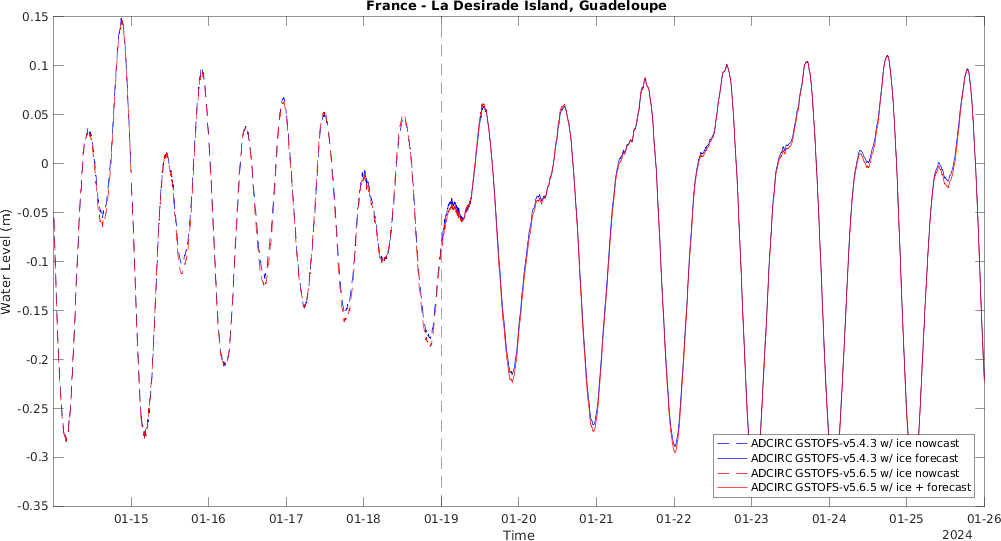 France - La Desirade Island, Guadeloupe
0.15
0.1
0.05
0
-0.05
-0.1
-0.15
-0.2
-0.25
-0.3
-0.35
Water Level (m)
ADCIRC GSTOFS-v5.4.3 w/ ice nowcast
ADCIRC GSTOFS-v5.4.3 w/ ice forecast
ADCIRC GSTOFS-v5.6.5 w/ ice nowcast
ADCIRC GSTOFS-v5.6.5 w/ ice + forecast
01-15 01-16 01-17 01-18 01-19 01-20 01-21 01-22 01-23 01-24 01-25 01-26
Time
2024